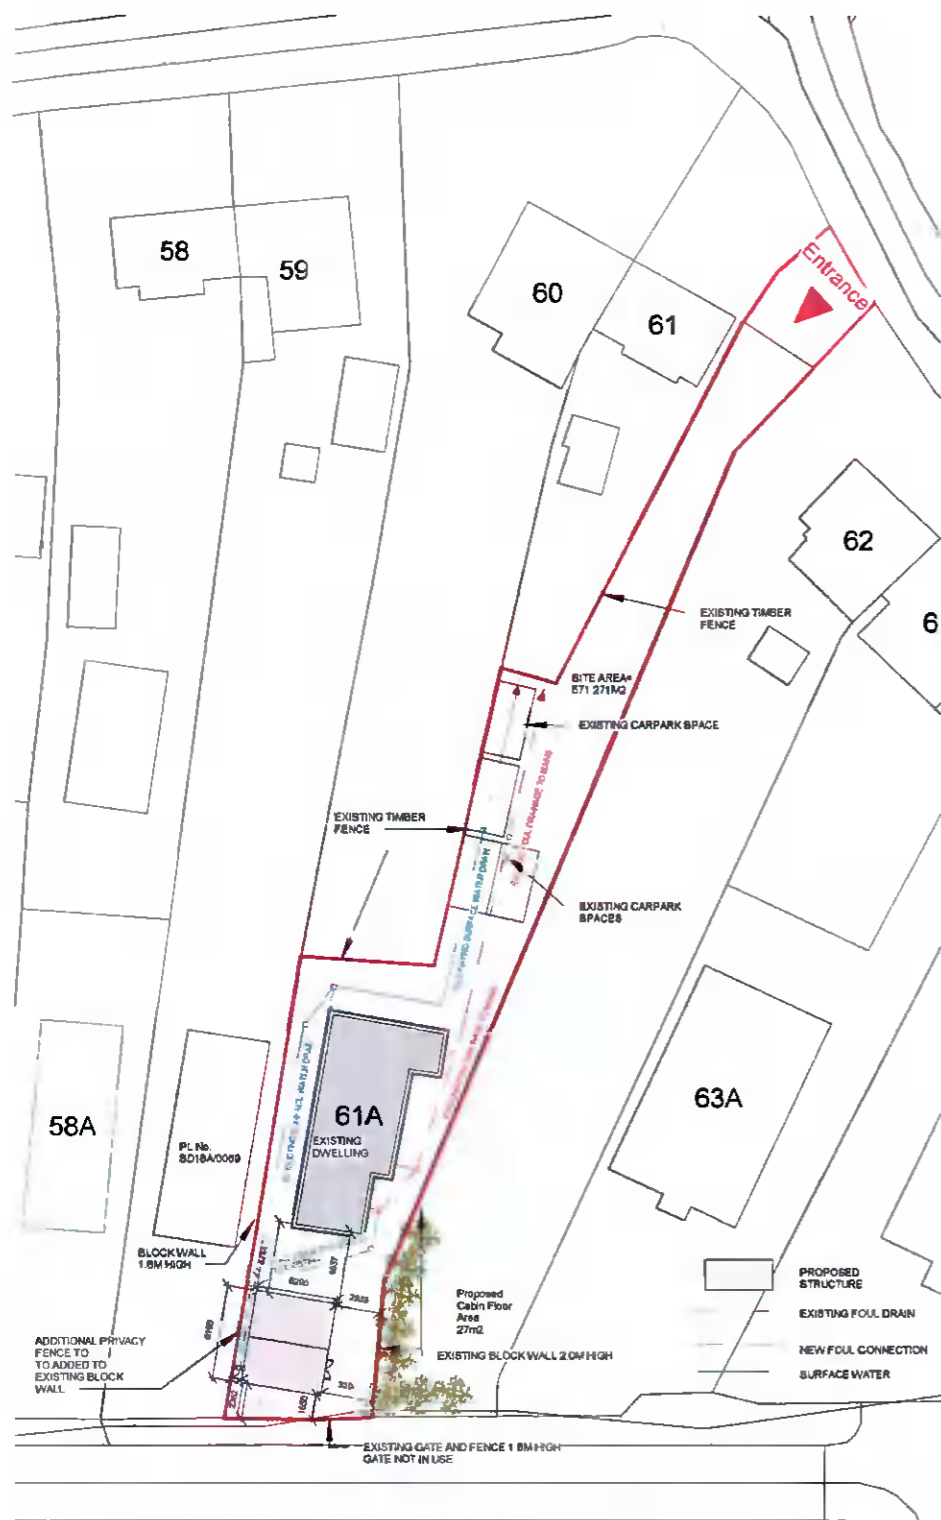 58
59
60
61
Entrance
62
6
EXISTING TIMBER
FENCE
SITE AREA=
571 271M2
EXISTING CARPARK SPACE
EXISTING TIMBER
FENCE
EXISTING CARPARK
SPACES
58A
PL No.
SD18A/0069
61A
EXISTING
DWELLING
63A
BLOCK WALL
1.8M HIGH
Proposed
Cabin Floor
Area
27m2
PROPOSED
STRUCTURE
EXISTING FOUL DRAIN
NEW FOUL CONNECTION
SURFACE WATER
ADDITIONAL PRIVACY
FENCE TO
TO ADDED TO
EXISTING BLOCK
WALL
EXISTING BLOCK WALL 2.0M HIGH
EXISTING GATE AND FENCE 1 8M HIGH
GATE NOT IN USE